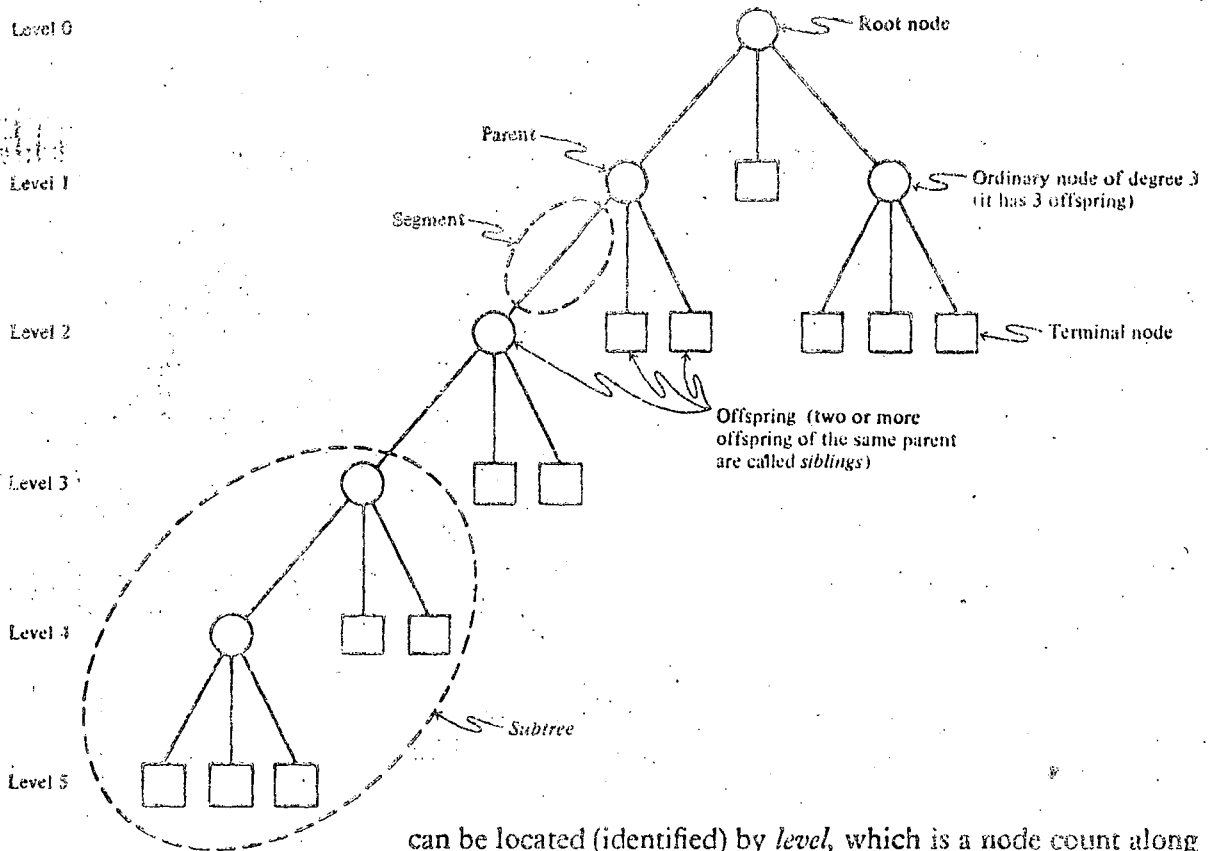 Level 0
Root node
Parent
Level 1
Ordinary node of degree 3
(it has 3 offspring)
Segment
Level 2
Terminal node
Offspring (two or more
offspring of the same parent
are called siblings)
Level 3
Level 4
Subtree
Level 5
can be located (identified) by level, which is a node count along